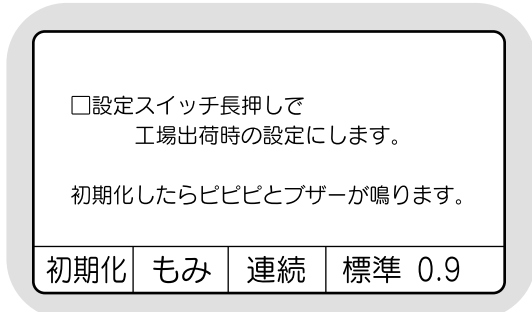 □設定スイッチ長押しで
工場出荷時の設定にします。
初期化したらピピピとブザーが鳴ります。
初期化 もみ 連続 標準 0.9